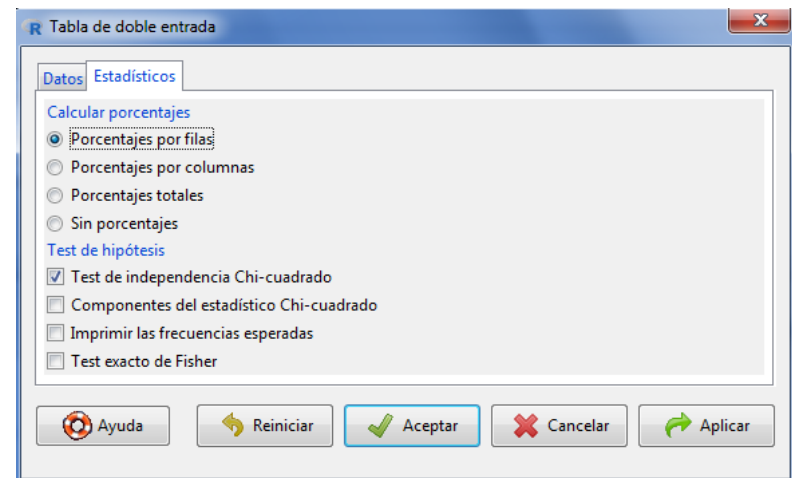 R Tabla de doble entrada
Datos Estadísticos
Calcular porcentajes
Porcentajes por filas
Porcentajes por columnas
Porcentajes totales
Sin porcentajes
Test de hipótesis
Test de independencia Chi-cuadrado
Componentes del estadístico Chi-cuadrado
Imprimir las frecuencias esperadas
Test exacto de Fisher
Ayuda Reiniciar Aceptar Cancelar Aplicar